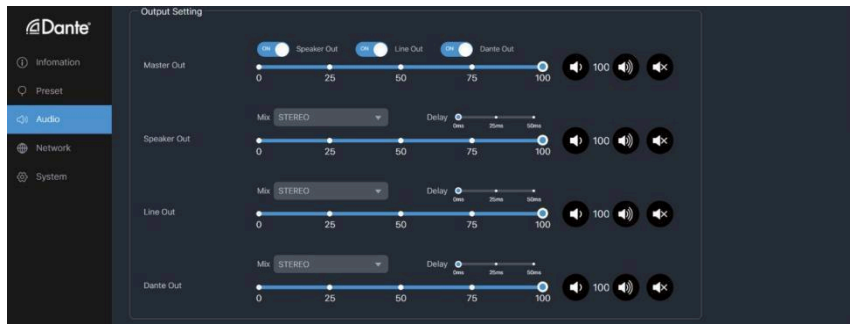 Dante
Infomation
Preset
Audio
Network
System
Output Setting
ON Speaker Out ON Line Out ON Dante Out
Master Out
0 25 50 75 100
100
Mix STEREO Delay
0ms 25ms 50ms
Speaker Out
0 25 50 75 100
100
Mix STEREO Delay
0ms 25ms 50ms
Line Out
0 25 50 75 100
100
Mix STEREO Delay
0ms 25ms 50ms
Dante Out
0 25 50 75 100
100